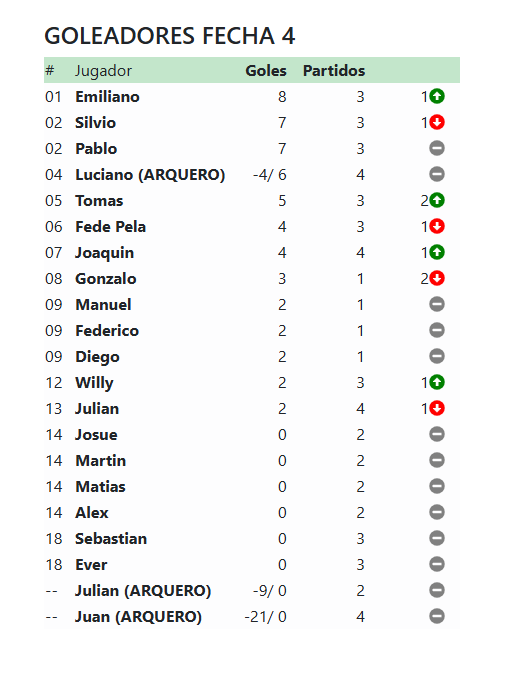 GOLEADORES FECHA 4
# Jugador Goles Partidos
01 Emiliano 8 3 1
02 Silvio 7 3 1
02 Pablo 7 3
04 Luciano (ARQUERO) -4/ 6 4
05 Tomas 5 3 2
06 Fede Pela 4 3 1
07 Joaquin 4 4 1
08 Gonzalo 3 1 2
09 Manuel 2 1
09 Federico 2 1
09 Diego 2 1
12 Willy 2 3 1
13 Julian 2 4 1
14 Josue 0 2
14 Martin 0 2
14 Matias 0 2
14 Alex 0 2
18 Sebastian 0 3
18 Ever 0 3
-- Julian (ARQUERO) -9/ 0 2
-- Juan (ARQUERO) -21/ 0 4